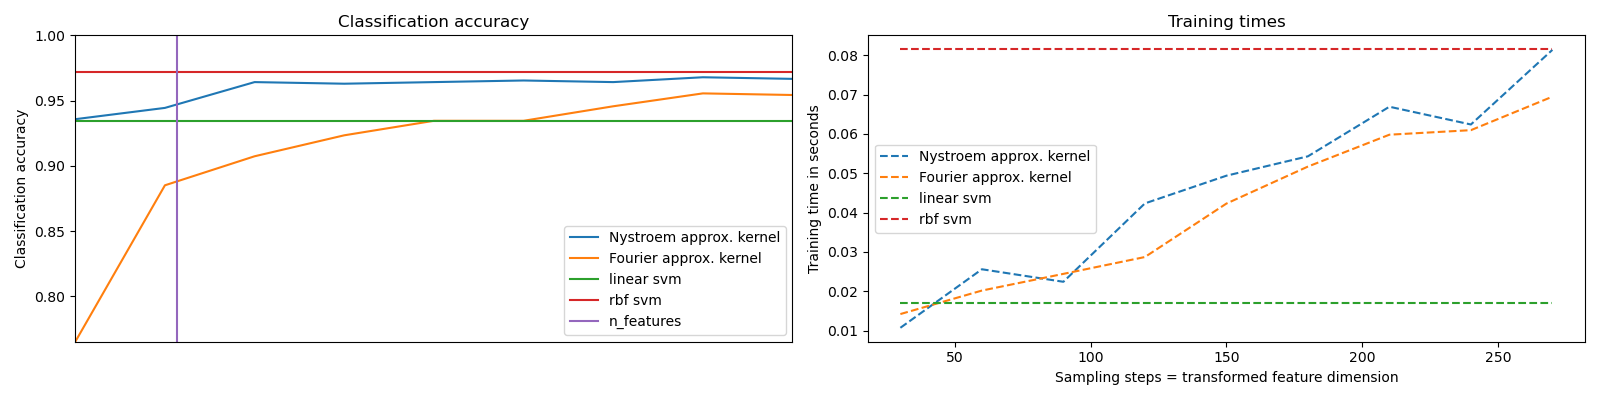 Classification accuracy
Classification accuracy
1.00
0.95
0.90
0.85
0.80
Nystroem approx. kernel
Fourier approx. kernel
linear svm
rbf svm
n_features
Training times
Training time in seconds
0.08
0.07
0.06
0.05
0.04
0.03
0.02
0.01
Nystroem approx. kernel
Fourier approx. kernel
linear svm
rbf svm
50 100 150 200 250
Sampling steps = transformed feature dimension